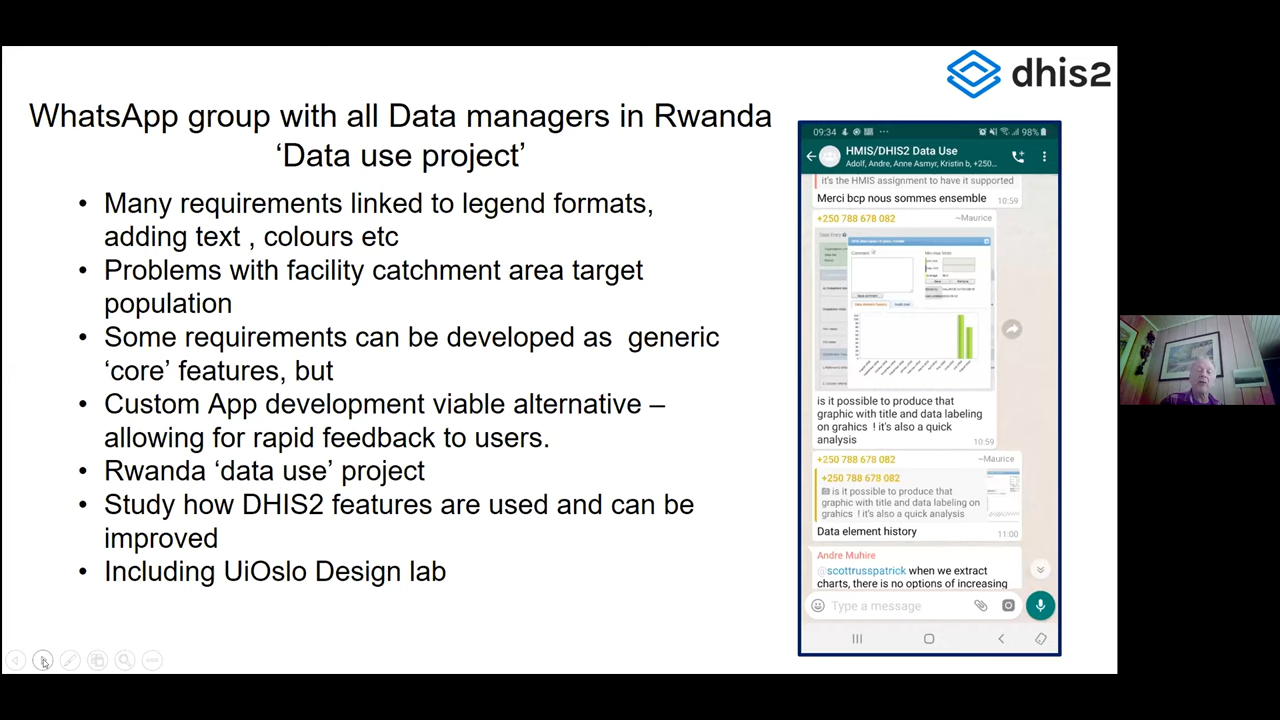 dhis2
WhatsApp group with all Data managers in Rwanda
‘Data use project’
• Many requirements linked to legend formats,
adding text , colours etc
• Problems with facility catchment area target
population
• Some requirements can be developed as  generic
‘core’ features, but
• Custom App development viable alternative –
allowing for rapid feedback to users.
• Rwanda ‘data use’ project
• Study how DHIS2 features are used and can be
improved
• Including UiOslo Design lab
09:34
98%
HMIS/DHIS2 Data Use
Adolf, Andre, Anne Asmyr, Kristin b, +250...
it's the HMIS assignment to have it supported
Merci bcp nous sommes ensemble 10:59
+250 788 678 082 ~Maurice
is it possible to produce that
graphic with title and data labeling
on grahics ! it's also a quick
analysis 10:59
+250 788 678 082 ~Maurice
+250 788 678 082
is it possible to produce that
graphic with title and data labeling on
grahics ! it's also a quick analysis
Data element history 11:00
Andre Muhire
@scottrusspatrick when we extract
charts, there is no options of increasing
Type a message